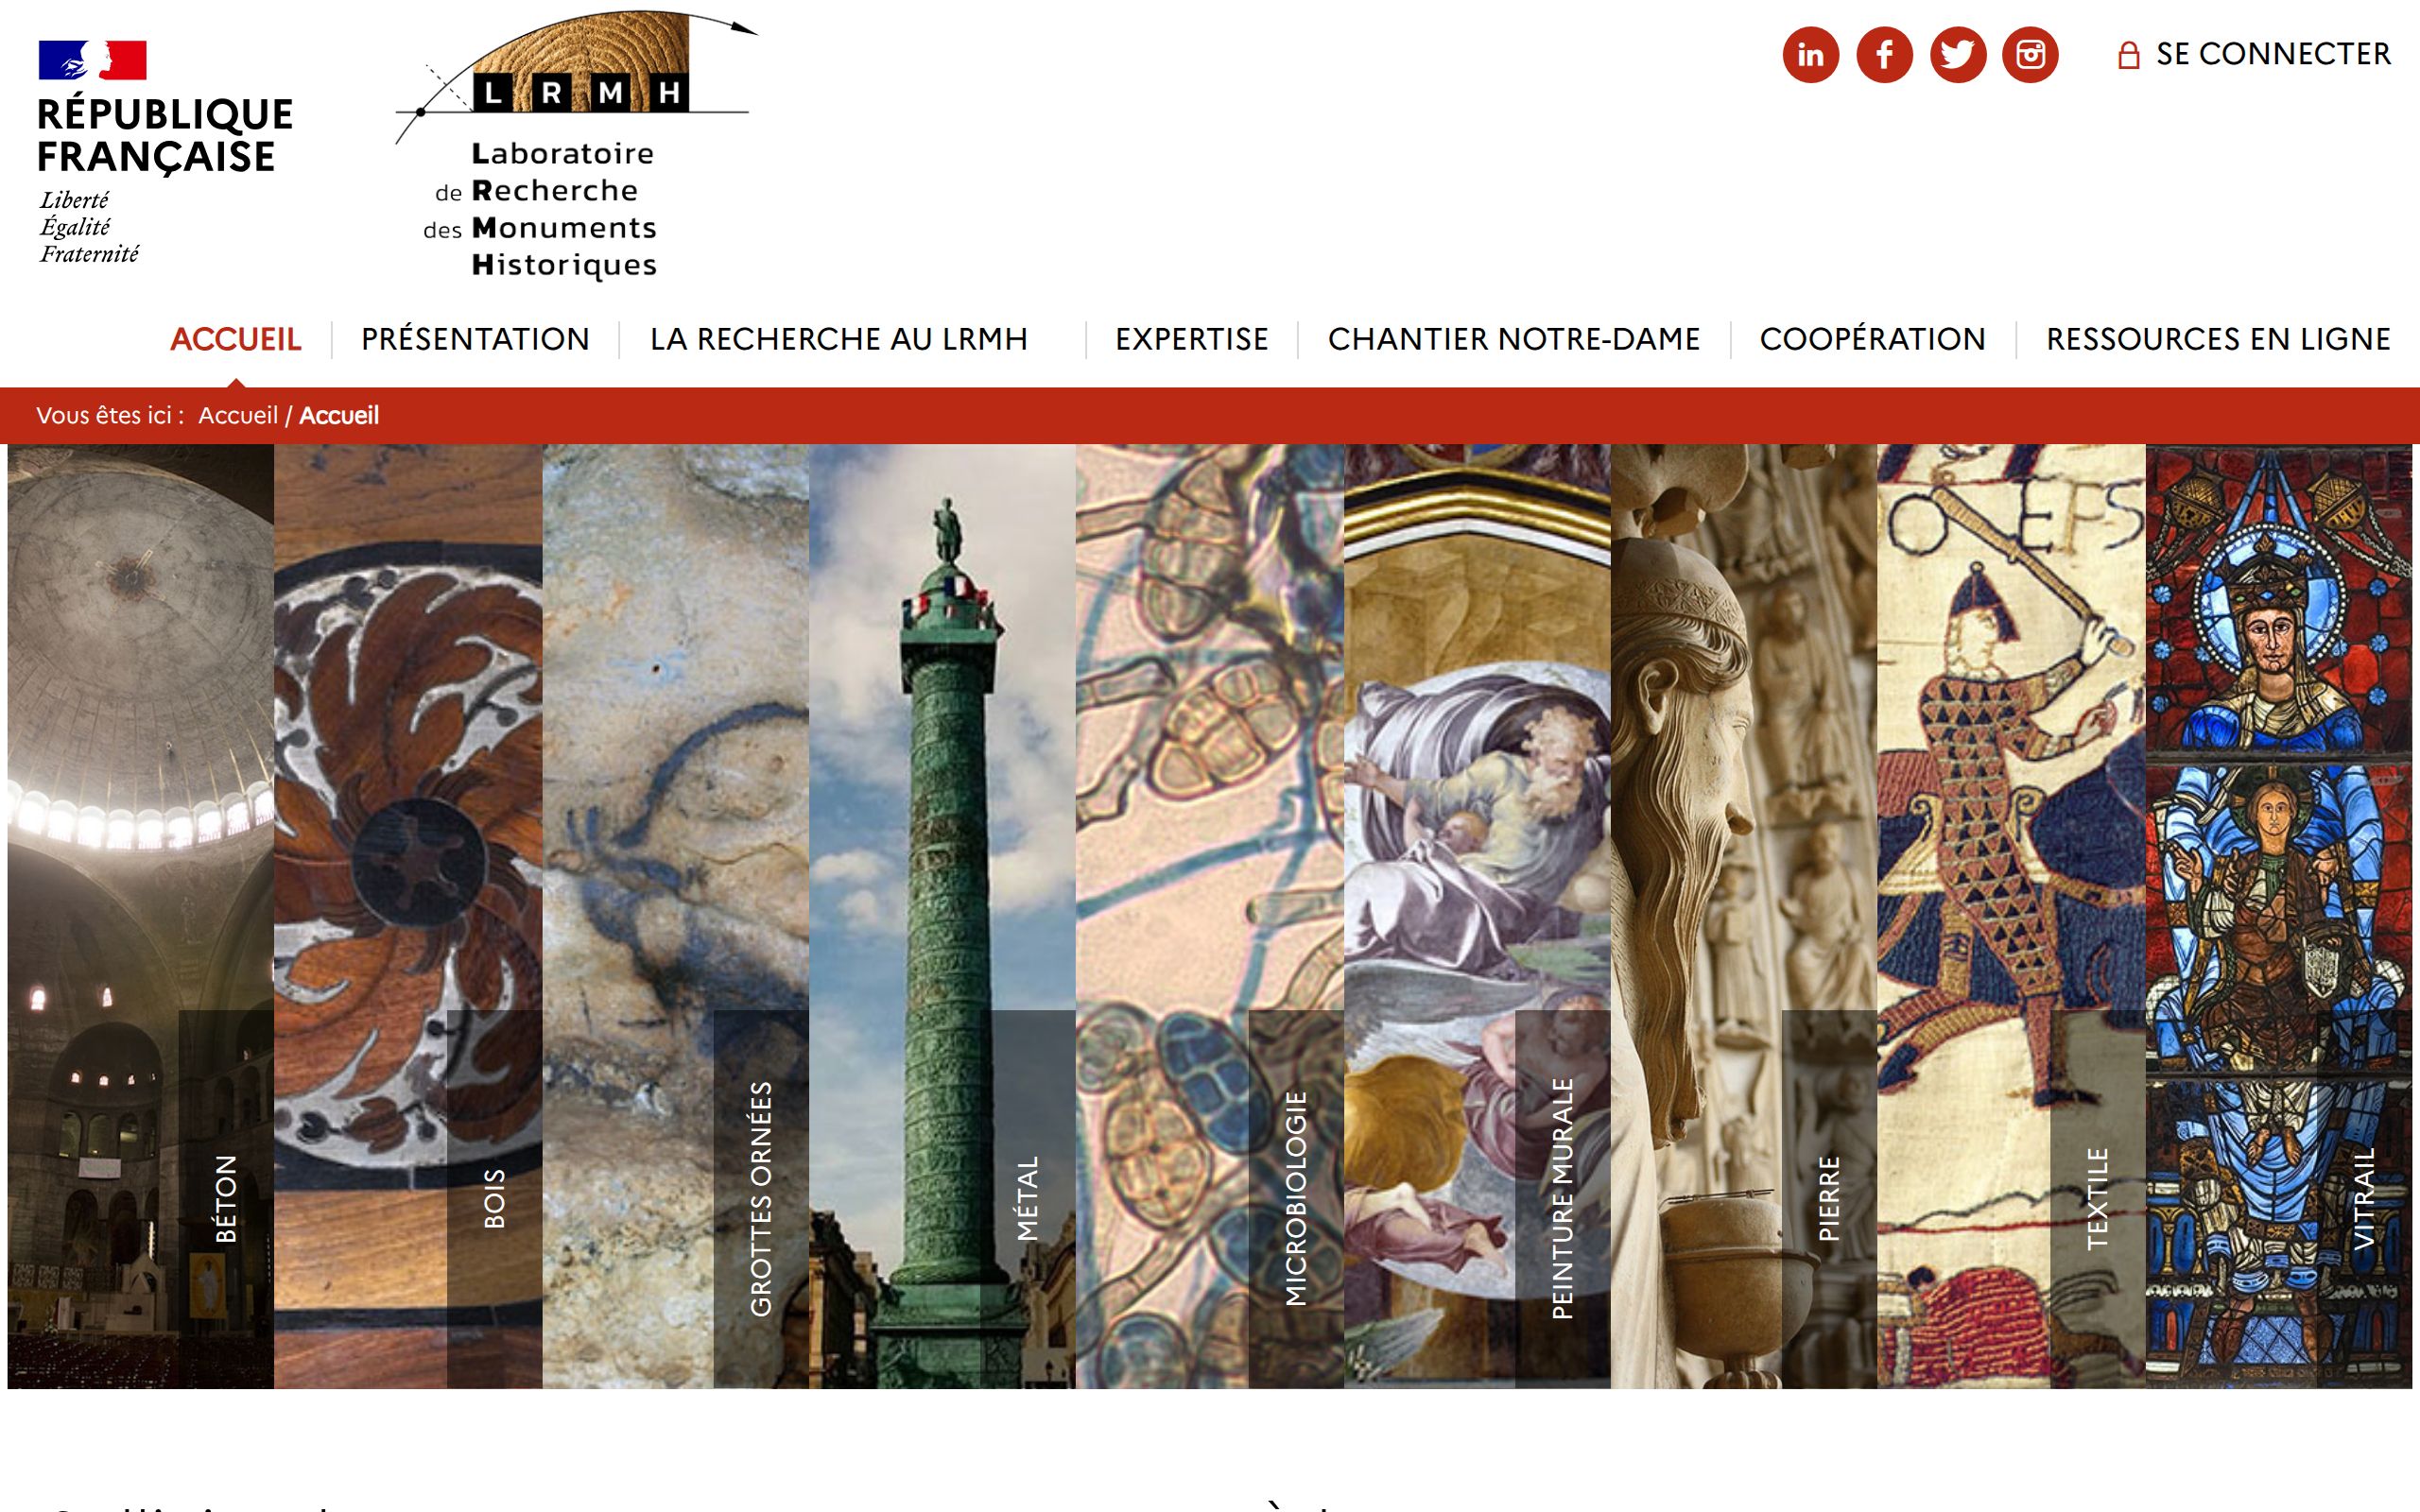 RÉPUBLIQUE
FRANÇAISE
Liberté
Égalité
Fraternité
L R M H
Laboratoire
de Recherche
des Monuments
Historiques
SE CONNECTER
ACCUEIL
PRÉSENTATION
LA RECHERCHE AU LRMH
EXPERTISE
CHANTIER NOTRE-DAME
COOPÉRATION
RESSOURCES EN LIGNE
Vous êtes ici : Accueil / Accueil
BÉTON
BOIS
GROTTES ORNÉES
MÉTAL
MICROBIOLOGIE
PEINTURE MURALE
PIERRE
TEXTILE
VITRAIL